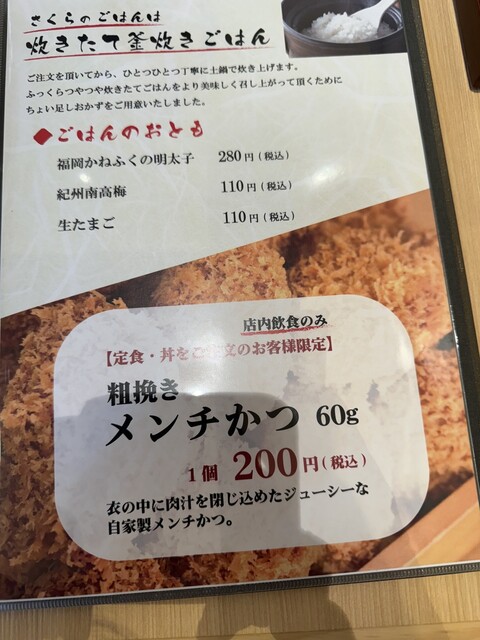 さくらのごはんは
炊きたて釜炊きごはん
ご注文を頂いてから、ひとつひとつ丁寧に土鍋で炊き上げます。
ふっくらつやつや炊きたてごはんをより美味しく召し上がって頂くために
ちょい足しおかずをご用意いたしました。
◆ごはんのおとも
福岡かねふくの明太子 280円(税込)
紀州南高梅 110円(税込)
生たまご 110円(税込)
店内飲食のみ
【定食・丼をご注文のお客様限定】
粗挽き
メンチかつ 60g
1個 200円(税込)
衣の中に肉汁を閉じ込めたジューシーな
自家製メンチかつ。